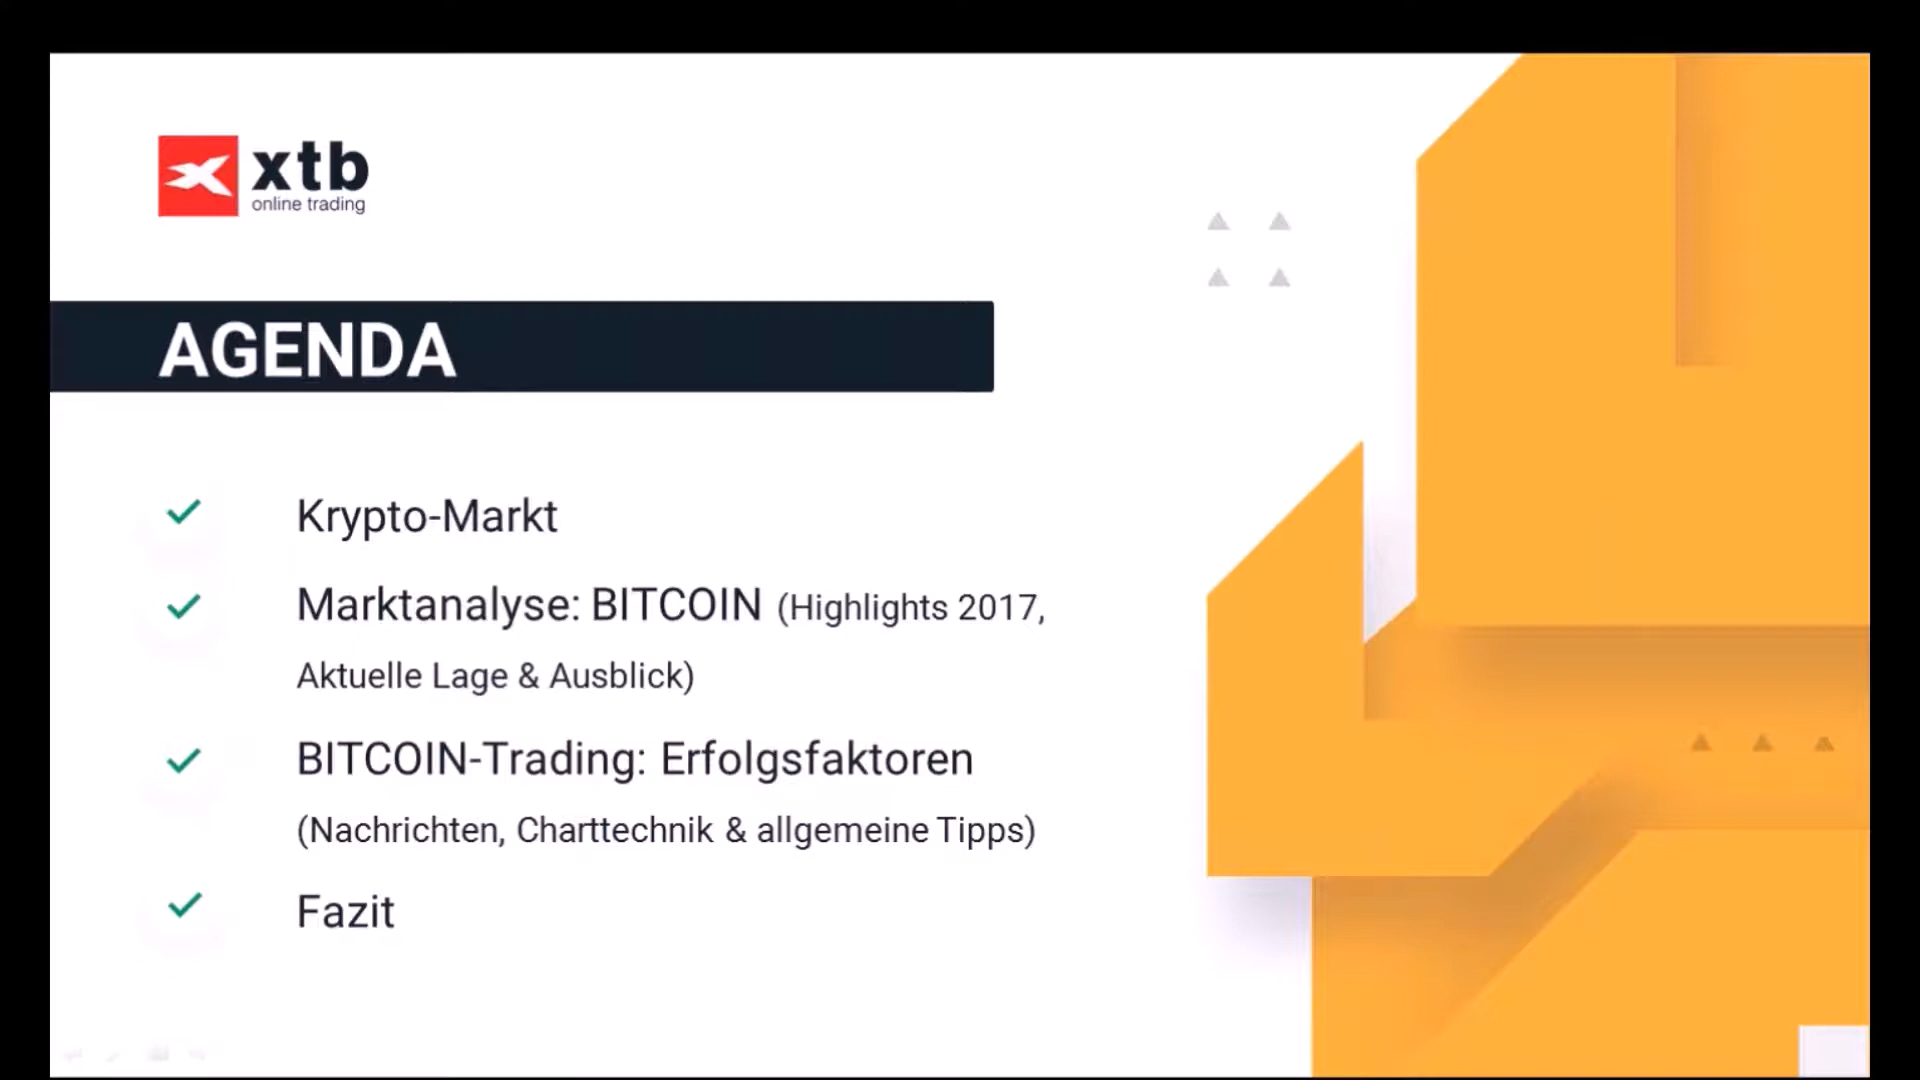 xtb
online trading
AGENDA
Krypto-Markt
Marktanalyse: BITCOIN (Highlights 2017,
Aktuelle Lage & Ausblick)
BITCOIN-Trading: Erfolgsfaktoren
(Nachrichten, Charttechnik & allgemeine Tipps)
Fazit